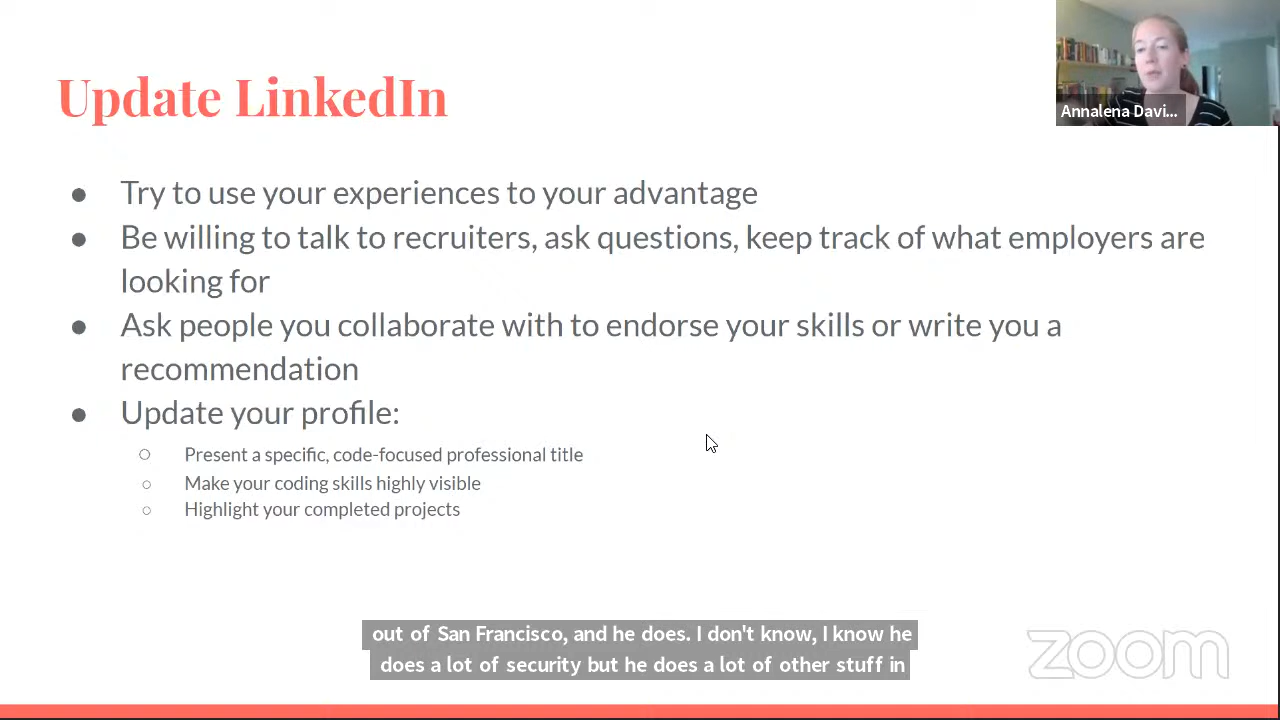 Update LinkedIn
Annalena Davi...
● Try to use your experiences to your advantage
● Be willing to talk to recruiters, ask questions, keep track of what employers are
looking for
● Ask people you collaborate with to endorse your skills or write you a
recommendation
● Update your profile:
○ Present a specific, code-focused professional title
○ Make your coding skills highly visible
○ Highlight your completed projects
out of San Francisco, and he does. I don't know, I know he
does a lot of security but he does a lot of other stuff in
zoom